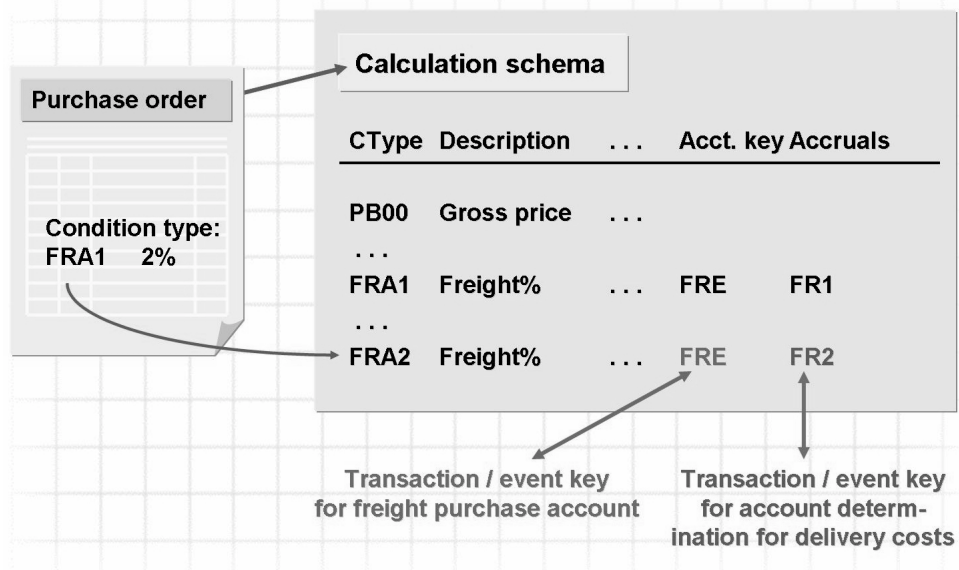 Purchase order
Condition type:
FRA1 2%
Calculation schema
CType Description . . . Acct. key Accruals
PB00 Gross price . . .
. . .
FRA1 Freight% . . . FRE FR1
. . .
FRA2 Freight% . . . FRE FR2
Transaction / event key
for freight purchase account
Transaction / event key
for account determ-
ination for delivery costs